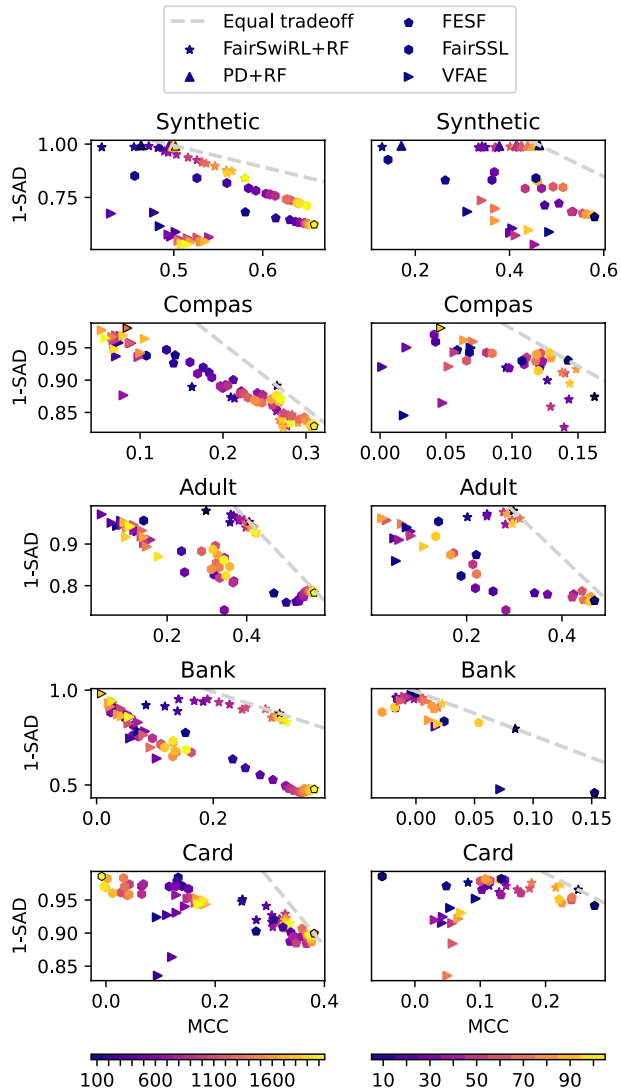 Equal tradeoff
FairSwiRL+RF
PD+RF
FESF
FairSSL
VFAE
Synthetic
Synthetic
1-SAD
1.00
0.75
0.5 0.6
0.2 0.4 0.6
Compas
Compas
1-SAD
0.95
0.90
0.85
0.1 0.2 0.3
0.00 0.05 0.10 0.15
Adult
Adult
1-SAD
0.9
0.8
0.2 0.4
0.2 0.4
Bank
Bank
1-SAD
1.0
0.5
0.0 0.2
0.00 0.05 0.10 0.15
Card
Card
1-SAD
0.95
0.90
0.85
0.0 0.2 0.4
0.0 0.1 0.2
MCC
MCC
100 600 1100 1600
10 30 50 70 90